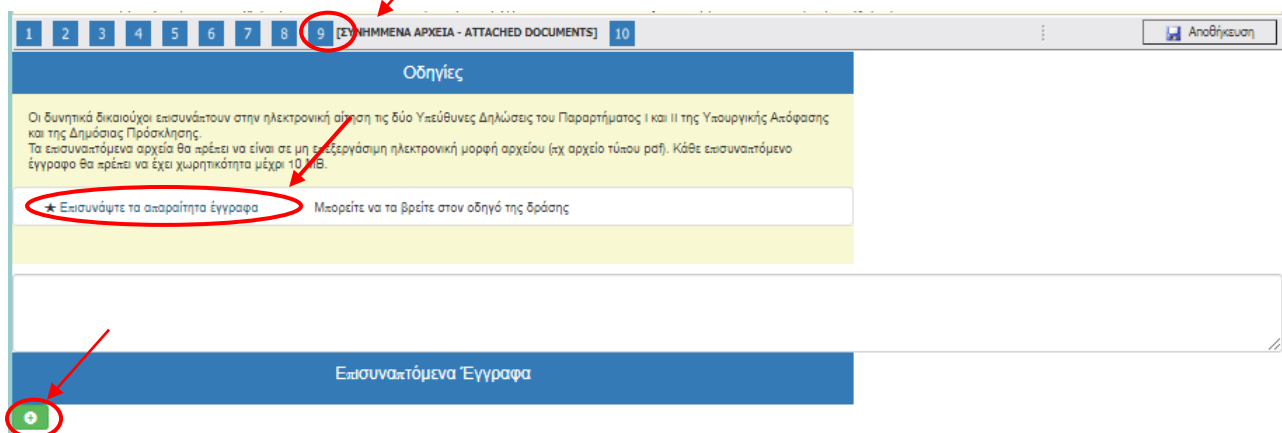 1 2 3 4 5 6 7 8 9 [ΣΥΝΗΜΜΕΝΑ ΑΡΧΕΙΑ - ATTACHED DOCUMENTS] 10 Αποθήκευση
Οδηγίες
Οι δυνητικά δικαιούχοι επισυνάπτουν στην ηλεκτρονική αίτηση τις δύο Υπεύθυνες Δηλώσεις του Παραρτήματος Ι και ΙΙ της Υπουργικής Απόφασης
και της Δημόσιας Πρόσκλησης.
Τα επισυναπτόμενα αρχεία θα πρέπει να είναι σε μη επεξεργάσιμη ηλεκτρονική μορφή αρχείου (πχ αρχείο τύπου pdf). Κάθε επισυναπτόμενο
έγγραφο θα πρέπει να έχει χωρητικότητα μέχρι 10 MB.
★ Επισυνάψτε τα απαραίτητα έγγραφα Μπορείτε να τα βρείτε στον οδηγό της δράσης
Επισυναπτόμενα Έγγραφα